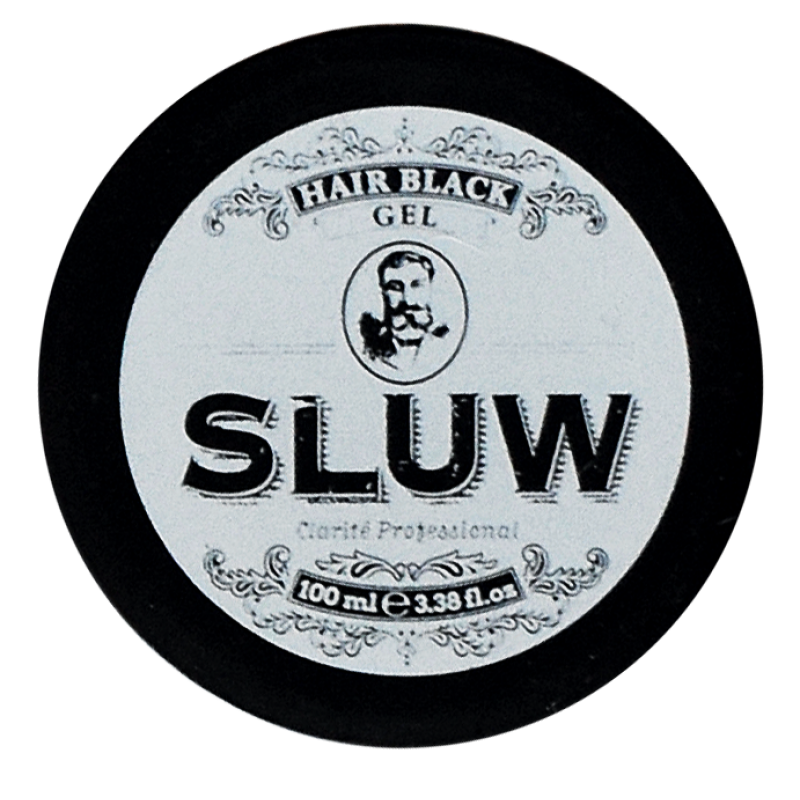 HAIR BLACK
GEL
SLUW
Clarité Professional
100 ml ℮ 3.38 fl.oz